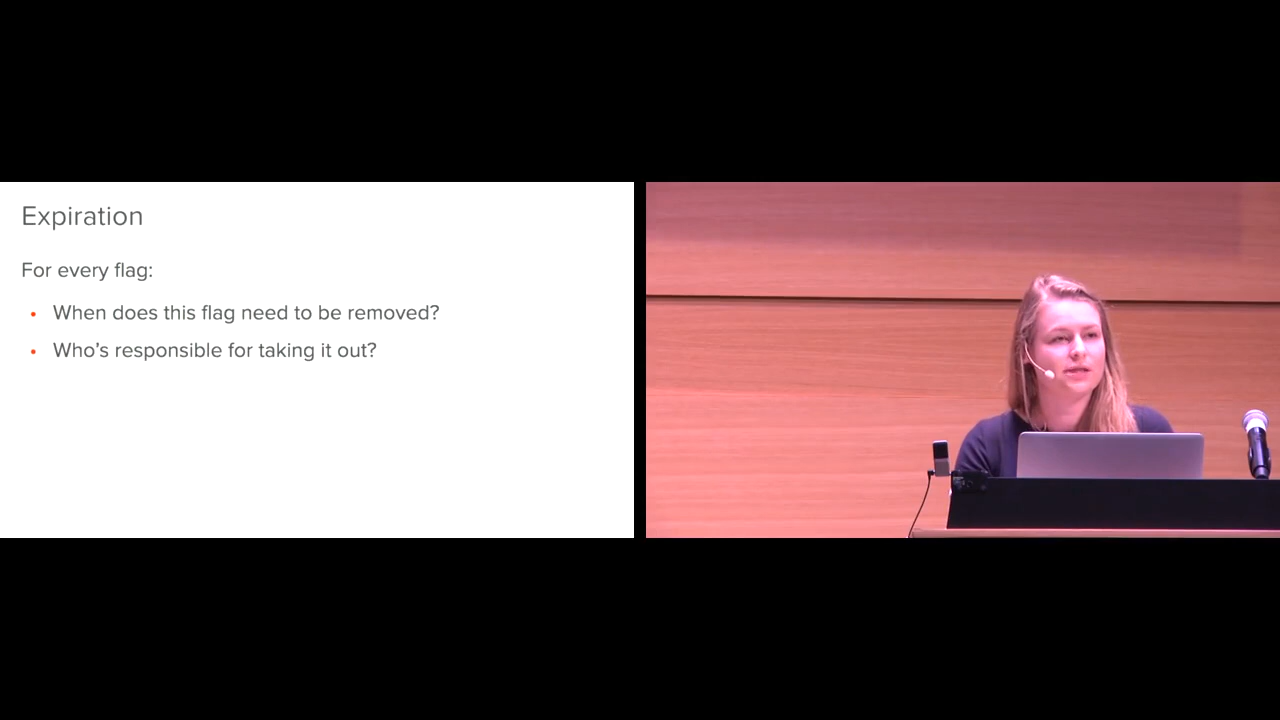 Expiration
For every flag:
• When does this flag need to be removed?
• Who's responsible for taking it out?